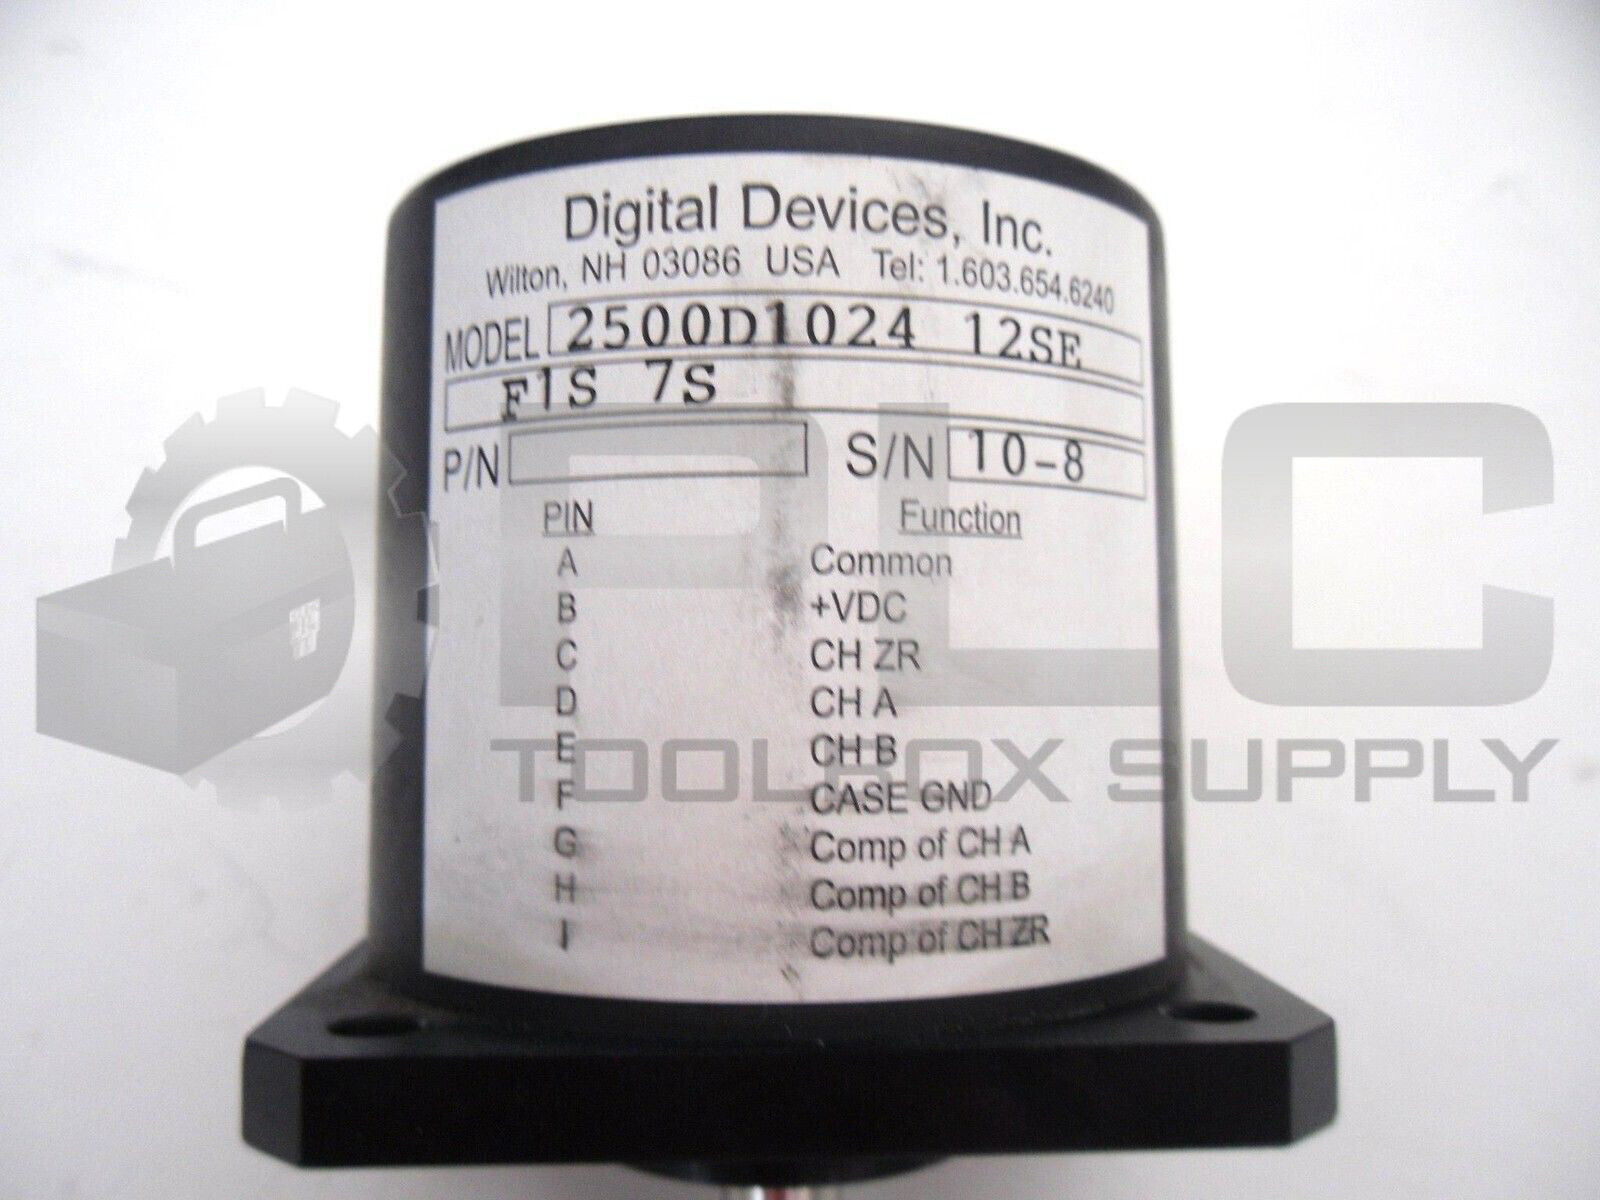 Digital Devices, Inc.
Wilton, NH 03086 USA Tel: 1.603.654.6240
MODEL 2500D1024 12SE
F1S 7S
P/N S/N 10-8
PIN Function
A Common
B +VDC
C CH ZR
D CH A
E CH B
F CASE GND
G Comp of CH A
H Comp of CH B
I Comp of CH ZR
PLC
TOOLBOX SUPPLY